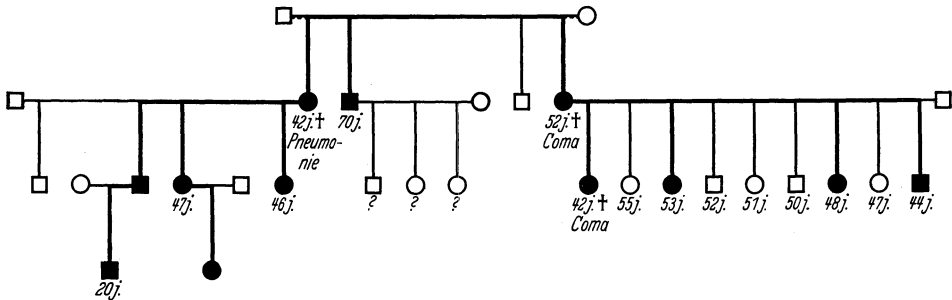 42j.† 70j. 52j.†
Pneumo-
nie
Coma
47j. 46j. ? ? ? 42j.† 55j. 53j. 52j. 51j. 50j. 48j. 47j. 44j.
Coma
20j.